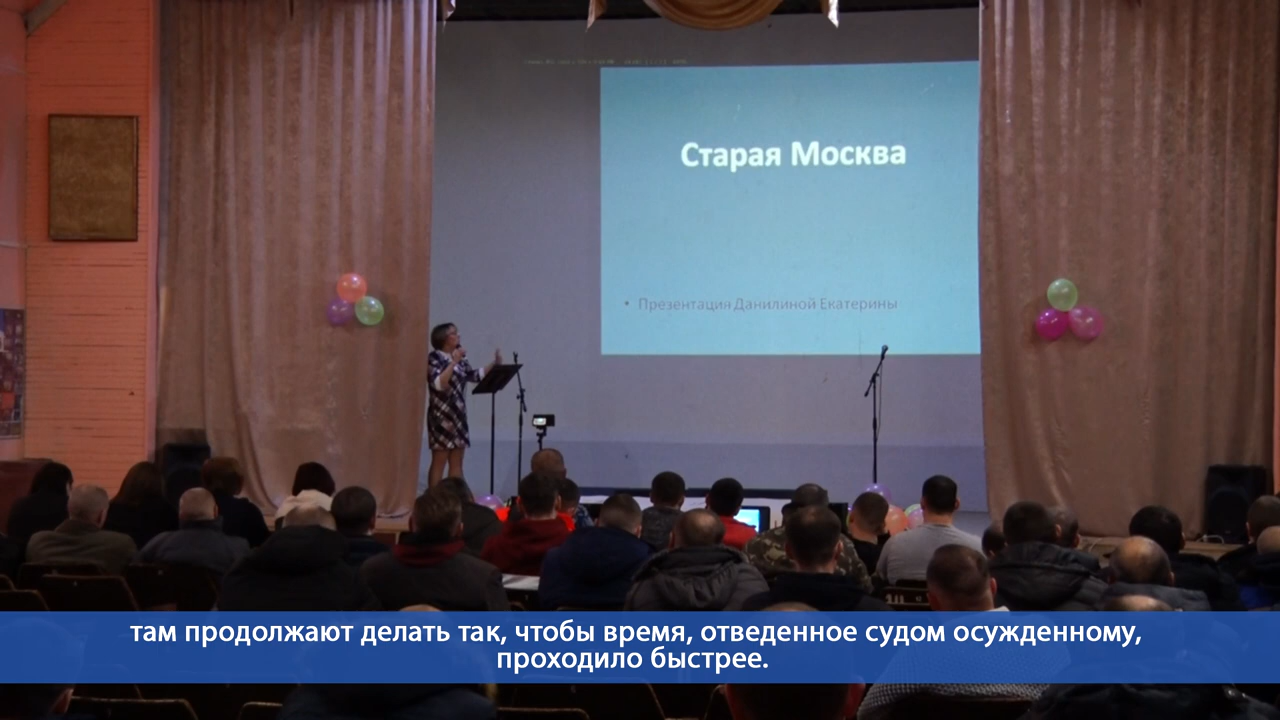 Старая Москва
• Презентация Данилиной Екатерины
там продолжают делать так, чтобы время, отведенное судом осужденному,
проходило быстрее.